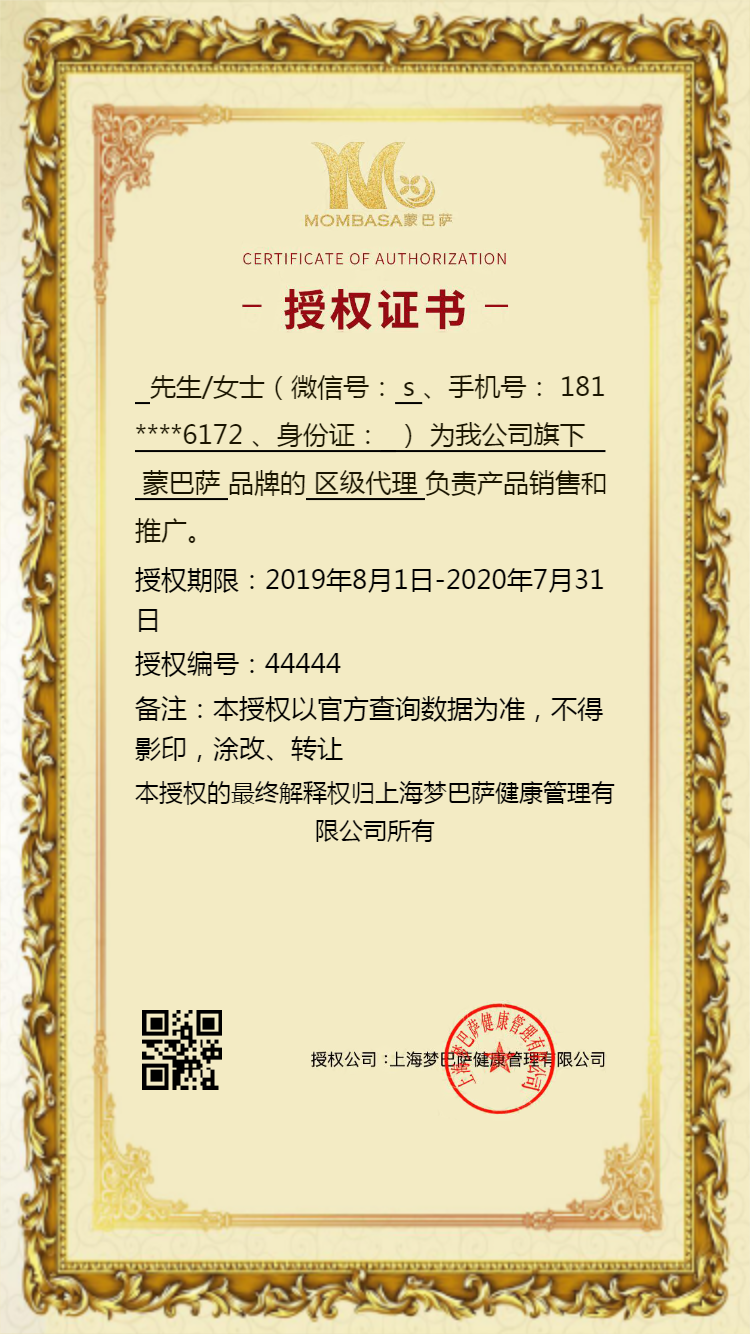 MOMBASA蒙巴萨
CERTIFICATE OF AUTHORIZATION
授权证书
先生/女士（微信号： s 、手机号： 181
****6172 、身份证： ） 为我公司旗下
蒙巴萨 品牌的 区级代理 负责产品销售和
推广。
授权期限：2019年8月1日-2020年7月31
日
授权编号：44444
备注：本授权以官方查询数据为准，不得
影印，涂改、转让
本授权的最终解释权归上海梦巴萨健康管理有
限公司所有
授权公司：上海梦巴萨健康管理有限公司
上海梦巴萨健康管理有限公司